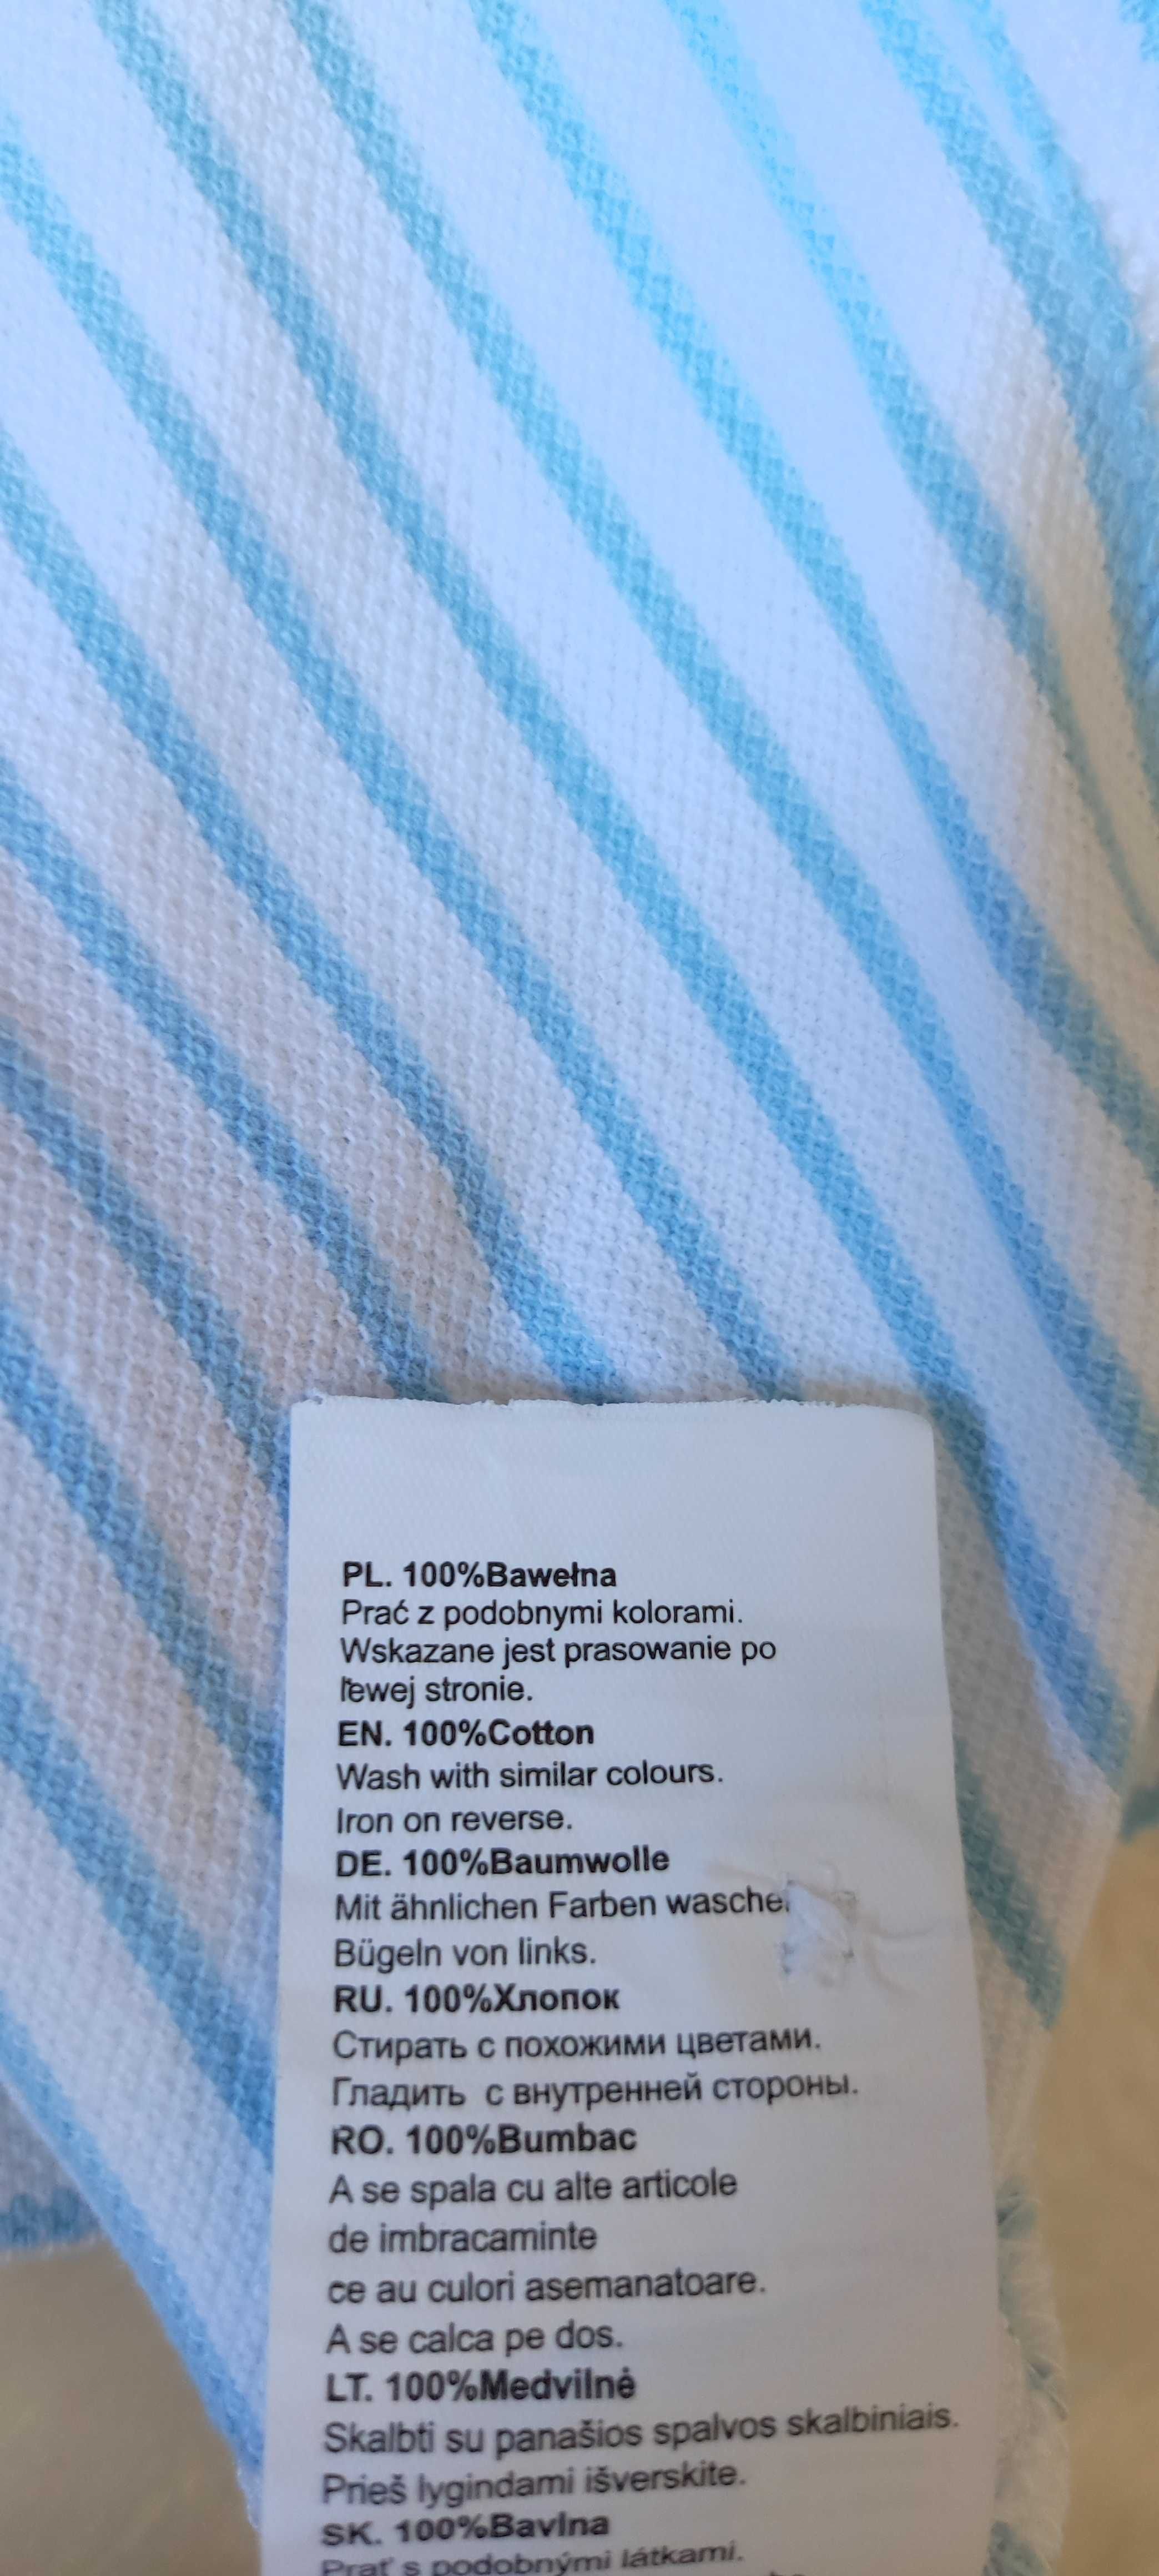 PL. 100%Bawełna
Prać z podobnymi kolorami.
Wskazane jest prasowanie po
lewej stronie.
EN. 100%Cotton
Wash with similar colours.
Iron on reverse.
DE. 100%Baumwolle
Mit ähnlichen Farben wasche
Bügeln von links.
RU. 100%Хлопок
Стирать с похожими цветами.
Гладить с внутренней стороны.
RO. 100%Bumbac
A se spala cu alte articole
de imbracaminte
ce au culori asemanatoare.
A se calca pe dos.
LT. 100%Medvilnė
Skalbti su panašios spalvos skalbiniais.
Prieš lygindami išverskite.
SK. 100%Bavlna
Prať s podobnými látkami.